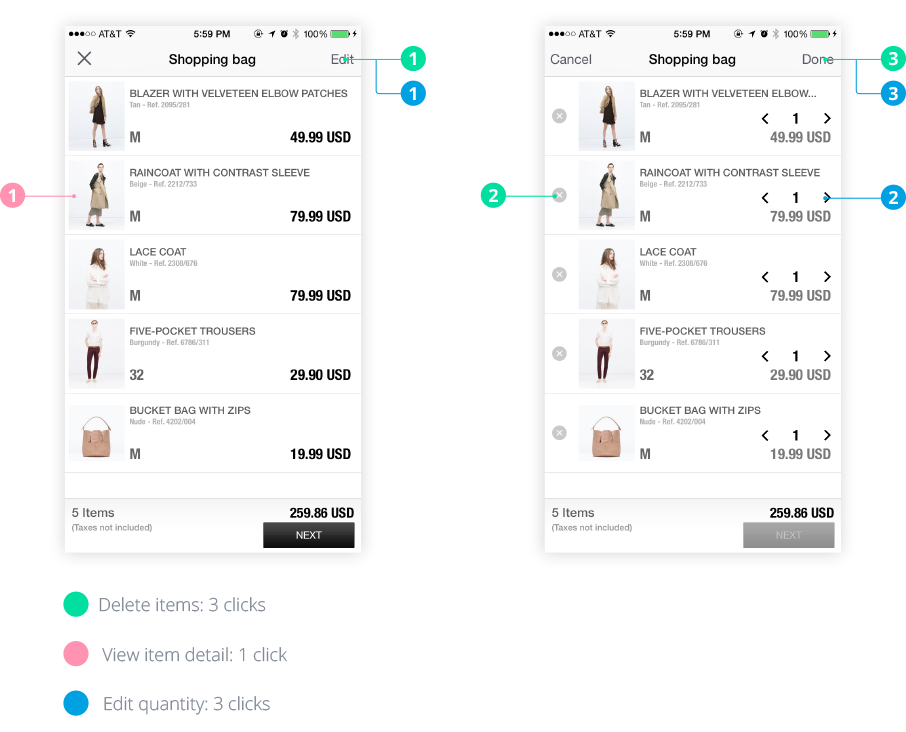 AT&T 5:59 PM 100%
Shopping bag Edit
1
1
BLAZER WITH VELVETEEN ELBOW PATCHES
Tan - Ref. 2095/281
M 49.99 USD
1
RAINCOAT WITH CONTRAST SLEEVE
Beige - Ref. 2212/733
M 79.99 USD
LACE COAT
White - Ref. 2308/676
M 79.99 USD
FIVE-POCKET TROUSERS
Burgundy - Ref. 6786/311
32 29.90 USD
BUCKET BAG WITH ZIPS
Nude - Ref. 4202/004
M 19.99 USD
5 Items 259.86 USD
(Taxes not included)
NEXT
AT&T 5:59 PM 100%
Cancel Shopping bag Done
3
3
BLAZER WITH VELVETEEN ELBOW...
Tan - Ref. 2095/281
1
M 49.99 USD
2
RAINCOAT WITH CONTRAST SLEEVE
Beige - Ref. 2212/733
1
2
M 79.99 USD
LACE COAT
White - Ref. 2308/676
1
M 79.99 USD
FIVE-POCKET TROUSERS
Burgundy - Ref. 6786/311
1
32 29.90 USD
BUCKET BAG WITH ZIPS
Nude - Ref. 4202/004
1
M 19.99 USD
5 Items 259.86 USD
(Taxes not included)
NEXT
Delete items: 3 clicks
View item detail: 1 click
Edit quantity: 3 clicks